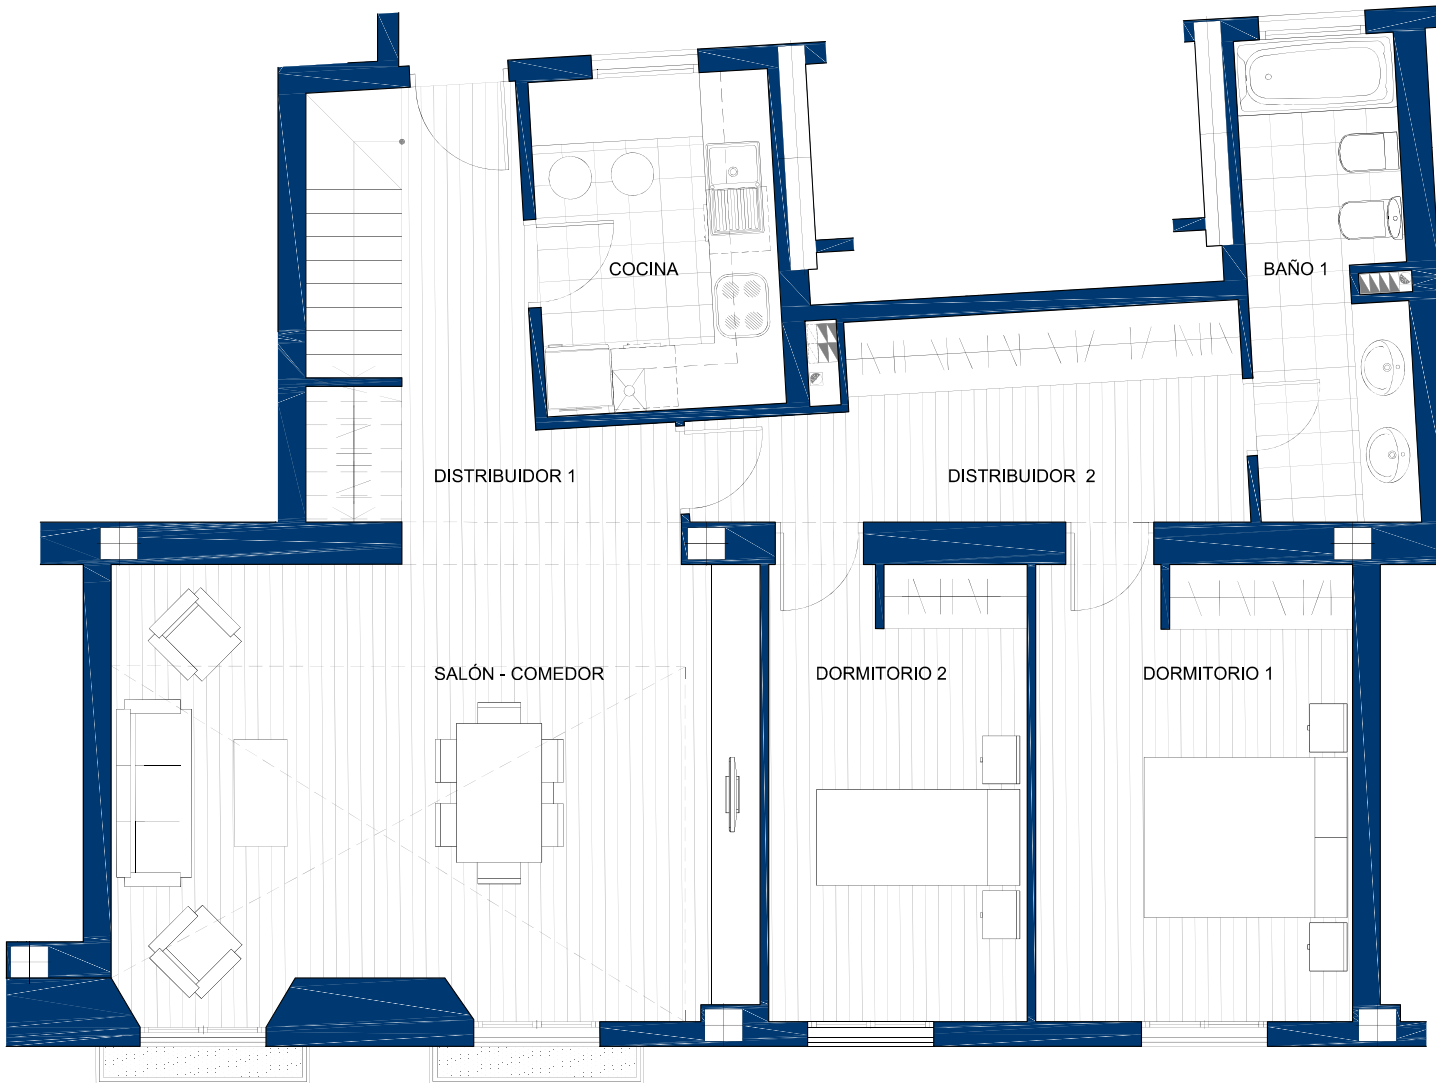 COCINA
BAÑO 1
DISTRIBUIDOR 1
DISTRIBUIDOR 2
SALÓN - COMEDOR
DORMITORIO 2
DORMITORIO 1